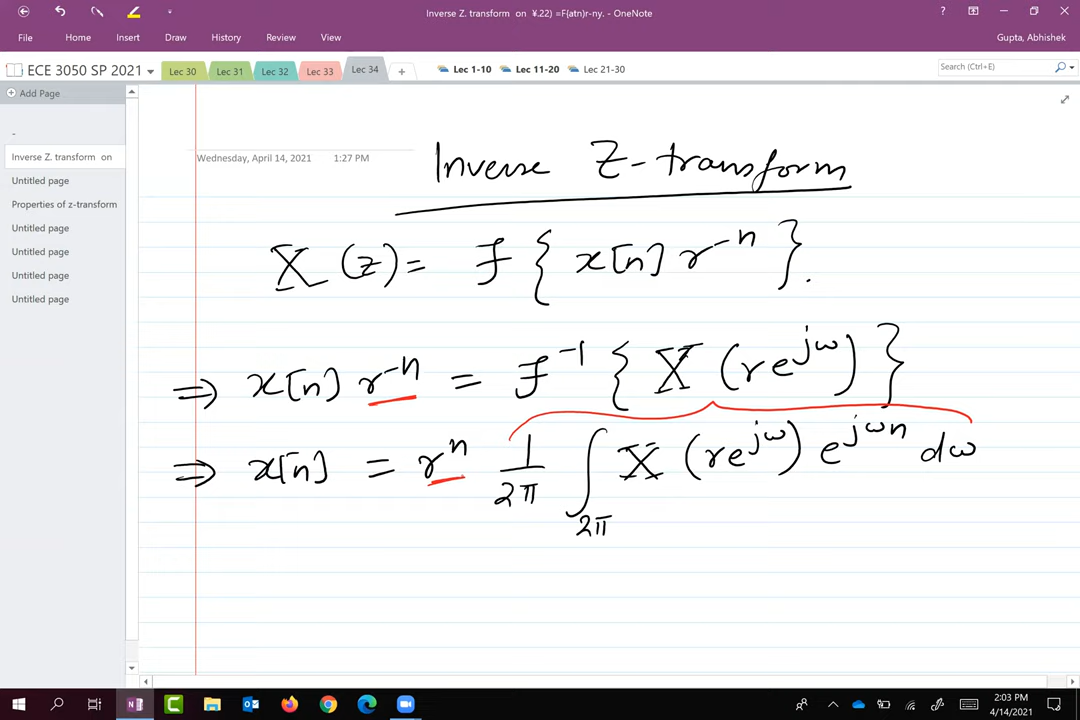 Inverse Z. transform on ¥.22) =F(atn)r-ny. - OneNote
? Gupta, Abhishek
File Home Insert Draw History Review View
ECE 3050 SP 2021 Lec 30 Lec 31 Lec 32 Lec 33 Lec 34 + Lec 1-10 Lec 11-20 Lec 21-30 Search (Ctrl+E)
Add Page
-
Inverse Z. transform on
Untitled page
Properties of z-transform
Untitled page
Untitled page
Untitled page
Untitled page
Wednesday, April 14, 2021 1:27 PM
Inverse Z-transform
X(z) = F{x[n] r^{-n}}.
⇒ x[n] r^{-n} = F^{-1}{X(re^{jω})}
⇒ x[n] = r^n 1/2π ∫_{2π} X(re^{jω}) e^{jωn} dω
2:03 PM
4/14/2021